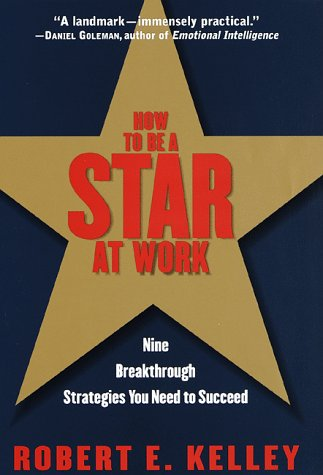 "A landmark—immensely practical."
—DANIEL GOLEMAN, author of Emotional Intelligence
HOW
TO BE A
STAR
AT WORK
Nine
Breakthrough
Strategies You Need to Succeed
ROBERT E. KELLEY